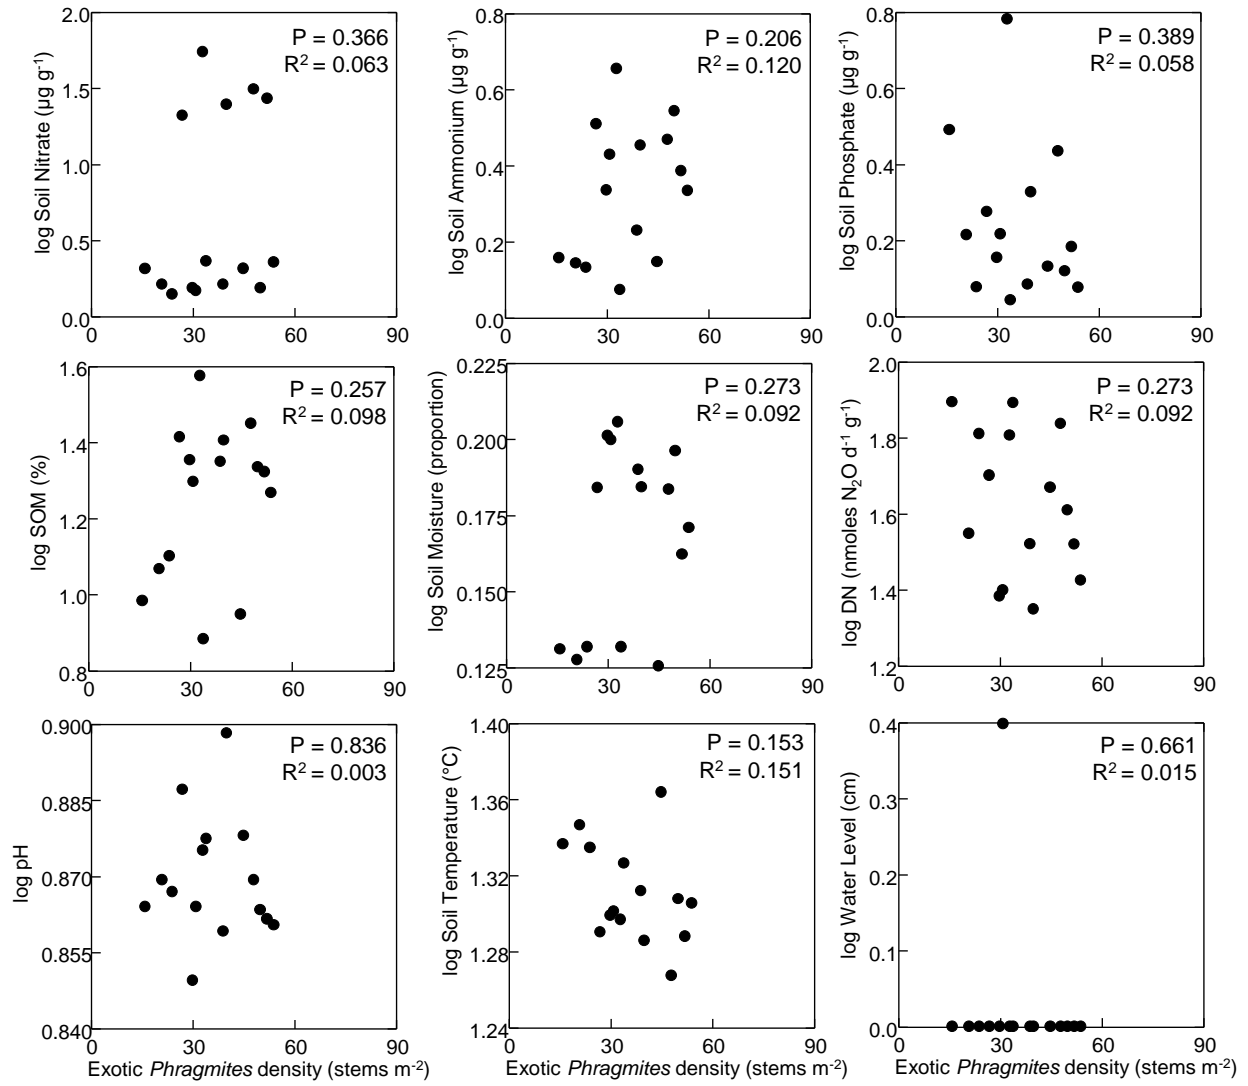 log Soil Nitrate (µg g-1)
2.0
1.5
1.0
0.5
0.0
0 30 60 90
P = 0.366
R2 = 0.063
log Soil Ammonium (µg g-1)
0.8
0.6
0.4
0.2
0.0
0 30 60 90
P = 0.206
R2 = 0.120
log Soil Phosphate (µg g-1)
0.8
0.6
0.4
0.2
0.0
0 30 60 90
P = 0.389
R2 = 0.058
log SOM (%)
1.6
1.4
1.2
1.0
0.8
0 30 60 90
P = 0.257
R2 = 0.098
log Soil Moisture (proportion)
0.225
0.200
0.175
0.150
0.125
0 30 60 90
P = 0.273
R2 = 0.092
log DN (nmoles N2O d-1 g-1)
2.0
1.8
1.6
1.4
1.2
0 30 60 90
P = 0.273
R2 = 0.092
log pH
0.900
0.885
0.870
0.855
0.840
0 30 60 90
P = 0.836
R2 = 0.003
Exotic Phragmites density (stems m-2)
log Soil Temperature (°C)
1.40
1.36
1.32
1.28
1.24
0 30 60 90
P = 0.153
R2 = 0.151
Exotic Phragmites density (stems m-2)
log Water Level (cm)
0.4
0.3
0.2
0.1
0.0
0 30 60 90
P = 0.661
R2 = 0.015
Exotic Phragmites density (stems m-2)